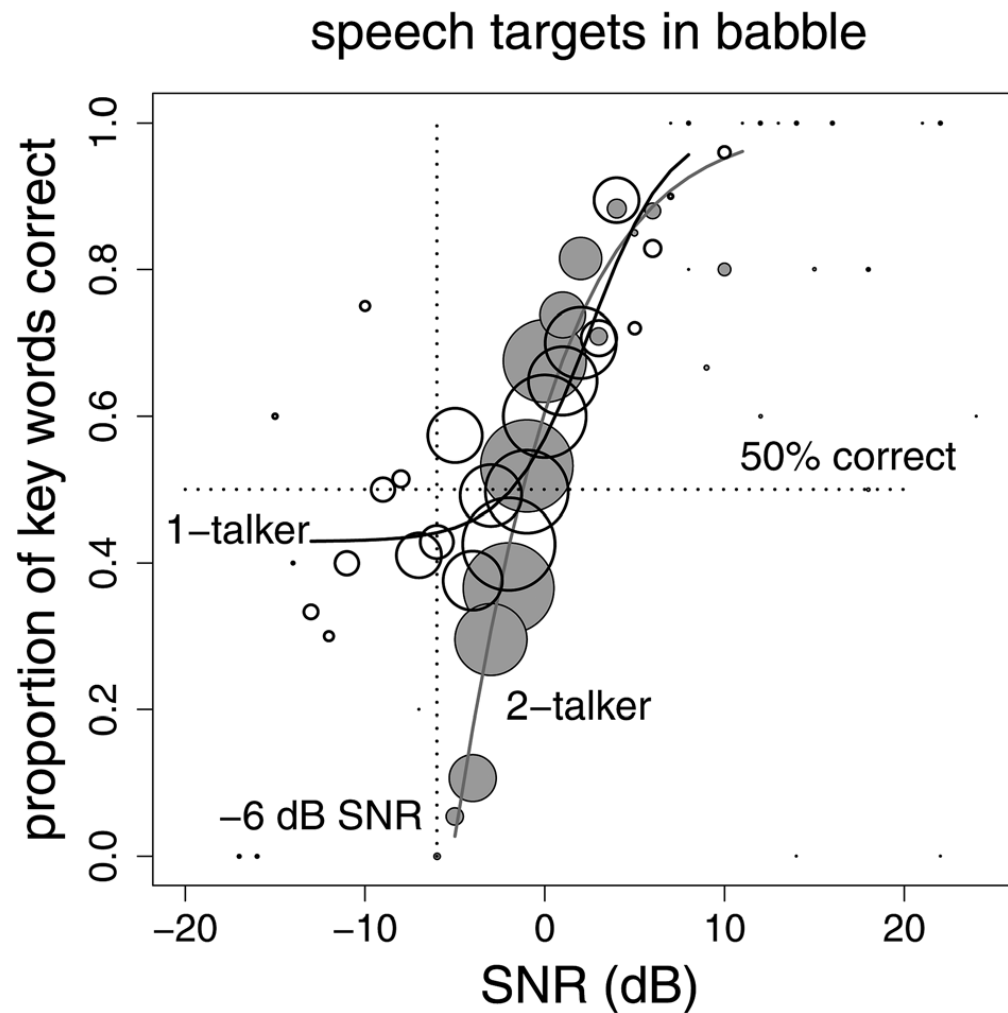 speech targets in babble
proportion of key words correct
1.0
0.8
0.6
0.4
0.2
0.0
50% correct
1−talker
2−talker
−6 dB SNR
−20
−10
0
10
20
SNR (dB)